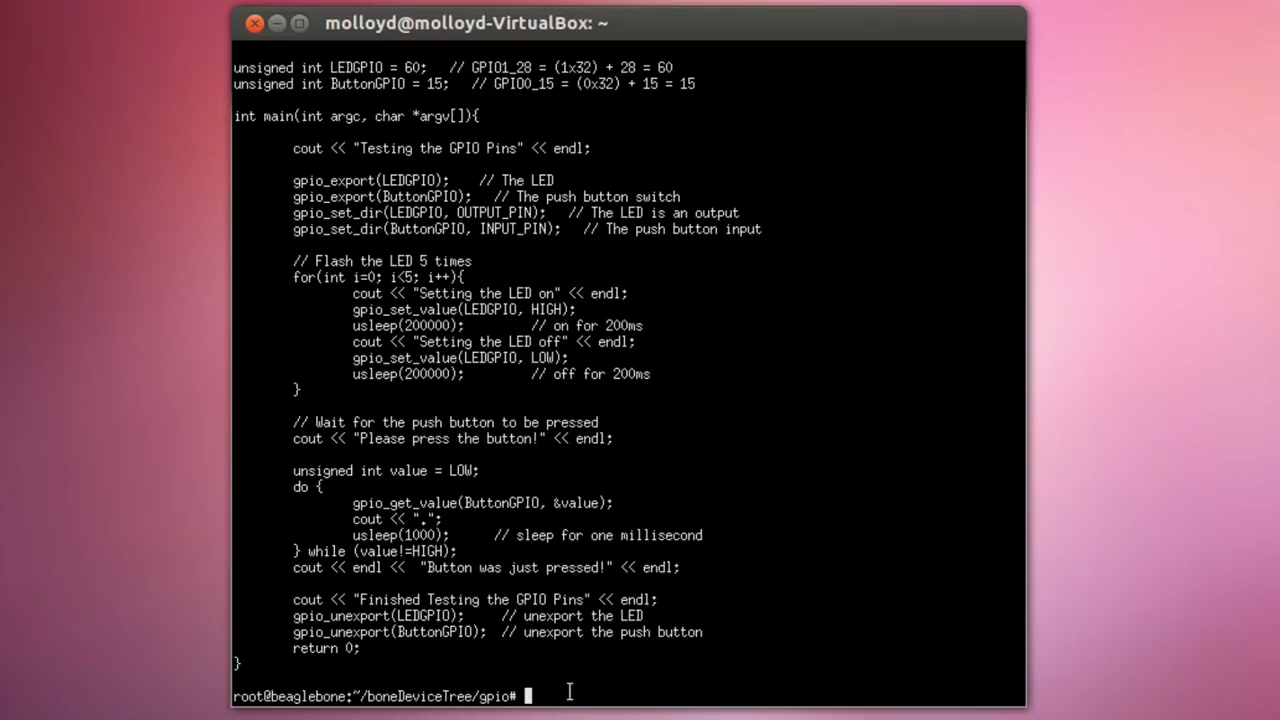 molloyd@molloyd-VirtualBox: ~
unsigned int LEDGPIO = 60;   // GPIO1_28 = (1x32) + 28 = 60
unsigned int ButtonGPIO = 15;   // GPIO0_15 = (0x32) + 15 = 15
int main(int argc, char *argv[]){
cout << "Testing the GPIO Pins" << endl;
gpio_export(LEDGPIO);    // The LED
gpio_export(ButtonGPIO);   // The push button switch
gpio_set_dir(LEDGPIO, OUTPUT_PIN);   // The LED is an output
gpio_set_dir(ButtonGPIO, INPUT_PIN);   // The push button input
// Flash the LED 5 times
for(int i=0; i<5; i++){
cout << "Setting the LED on" << endl;
gpio_set_value(LEDGPIO, HIGH);
usleep(200000);         // on for 200ms
cout << "Setting the LED off" << endl;
gpio_set_value(LEDGPIO, LOW);
usleep(200000);         // off for 200ms
}
// Wait for the push button to be pressed
cout << "Please press the button!" << endl;
unsigned int value = LOW;
do {
gpio_get_value(ButtonGPIO, &value);
cout << ".";
usleep(1000);      // sleep for one millisecond
} while (value!=HIGH);
cout << endl <<  "Button was just pressed!" << endl;
cout << "Finished Testing the GPIO Pins" << endl;
gpio_unexport(LEDGPIO);     // unexport the LED
gpio_unexport(ButtonGPIO);  // unexport the push button
return 0;
}
root@beaglebone:~/boneDeviceTree/gpio#